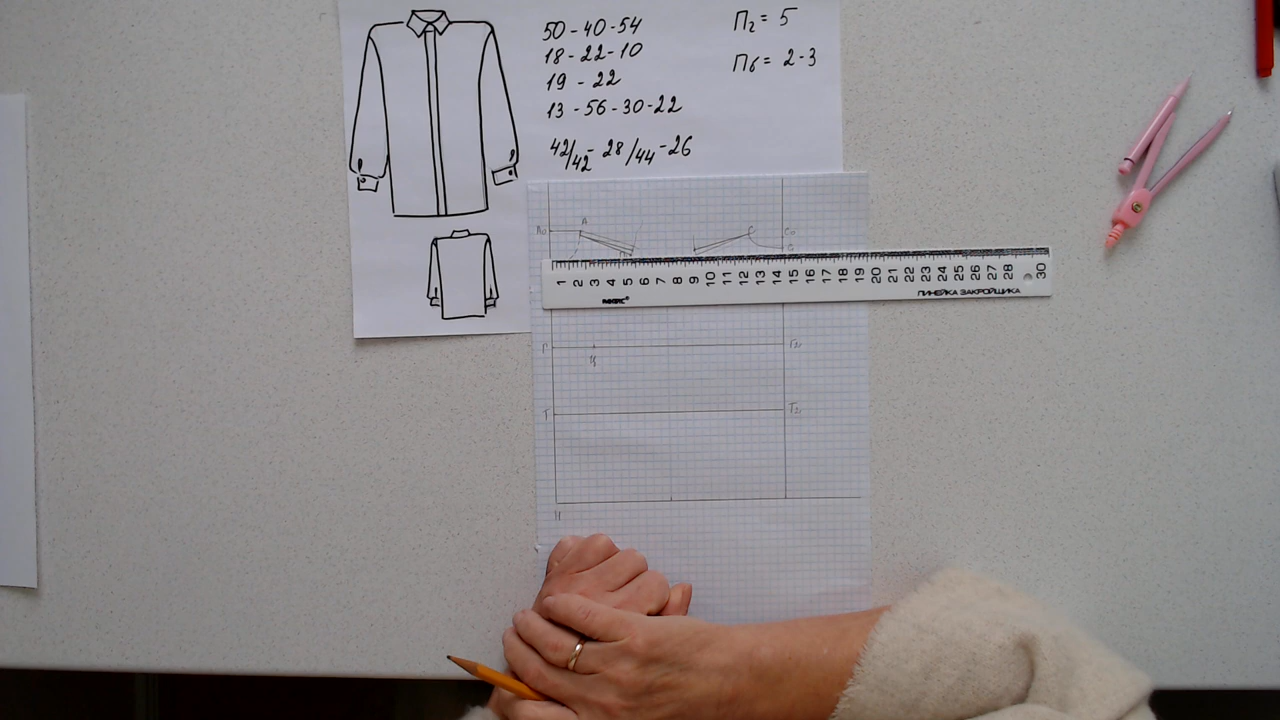 50 - 40 - 54
18 - 22 - 10
19 - 22
13 - 56 - 30 - 22
42/42 - 28/44 - 26
Пг = 5
Пб = 2 - 3
А
С
С₀
1 2 3 4 5 6 7 8 9 10 11 12 13 14 15 16 17 18 19 20 21 22 23 24 25 26 27 28 30
ЛИНЕЙКА ЗАКРОЙЩИКА
Г
Ц
Т
Н